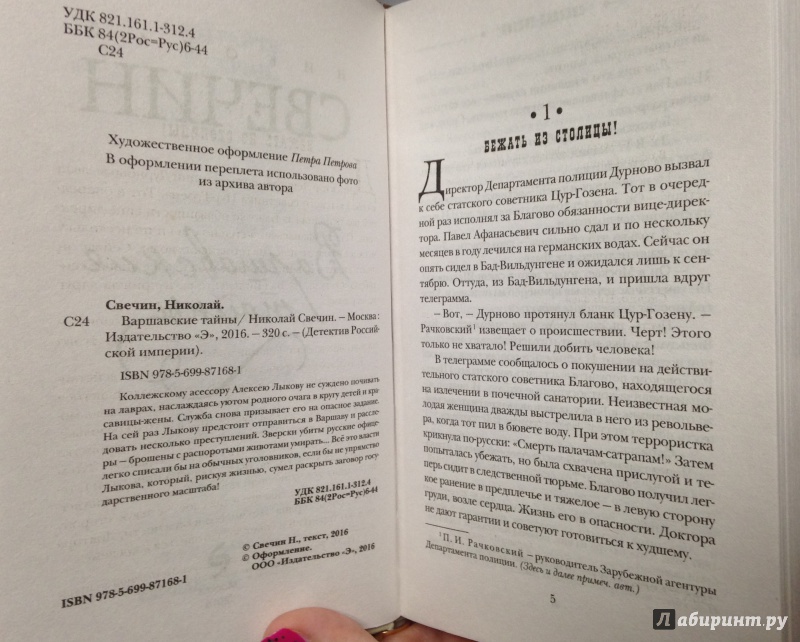 УДК 821.161.1-312.4
ББК 84(2Рос=Рус)6-44
С24
СВЕЧИН
Художественное оформление Петра Петрова
В оформлении переплета использовано фото
из архива автора
Свечин, Николай.
С24 Варшавские тайны / Николай Свечин. — Москва :
Издательство «Э», 2016. — 320 с. — (Детектив Россий-
ской империи).
ISBN 978-5-699-87168-1
Коллежскому асессору Алексею Лыкову не суждено почивать
на лаврах, наслаждаясь уютом родного очага в кругу детей и кра
савицы-жены. Служба снова призывает его на опасное задание.
На сей раз Лыкову предстоит отправиться в Варшаву и рассле
довать несколько преступлений. Зверски убиты русские офице
ры — брошены с распоротыми животами умирать... Всё это власти
легко списали бы на обычных уголовников, если бы не упрямство
Лыкова, который, рискуя жизнью, сумел раскрыть заговор госу
дарственного масштаба!
УДК 821.161.1-312.4
ББК 84(2Рос=Рус)6-44
© Свечин Н., текст, 2016
© Оформление.
ООО «Издательство «Э», 2016
ISBN 978-5-699-87168-1
• 1 •
БЕЖАТЬ ИЗ СТОЛИЦЫ!
Директор Департамента полиции Дурново вызвал
к себе статского советника Цур-Гозена. Тот в очеред-
ной раз исполнял за Благово обязанности вице-дирек-
тора. Павел Афанасьевич сильно сдал и по нескольку
месяцев в году лечился на германских водах. Сейчас он
опять сидел в Бад-Вильдунгене и ожидался лишь к сен-
тябрю. Оттуда, из Бад-Вильдунгена, и пришла вдруг
телеграмма.
— Вот, — Дурново протянул бланк Цур-Гозену. —
Рачковский¹ извещает о происшествии. Черт! Этого
только не хватало! Решили добить человека!
В телеграмме сообщалось о покушении на действи-
тельного статского советника Благово, находящегося
на излечении в почечной санатории. Неизвестная мо-
лодая женщина дважды выстрелила в него из револьве-
ра, когда тот пил в бювете воду. При этом террористка
крикнула по-русски: «Смерть палачам-сатрапам!» Затем
попыталась убежать, но была схвачена прислугой и те-
перь сидит в следственной тюрьме. Благово получил лег-
кое ранение в предплечье и тяжелое — в левую сторону
груди, возле сердца. Жизнь его в опасности. Доктора
не дают гарантии и советуют готовиться к худшему.
¹ П. И. Рачковский — руководитель Зарубежной агентуры
Департамента полиции. (Здесь и далее примеч. авт.)
5
Лабиринт.ру